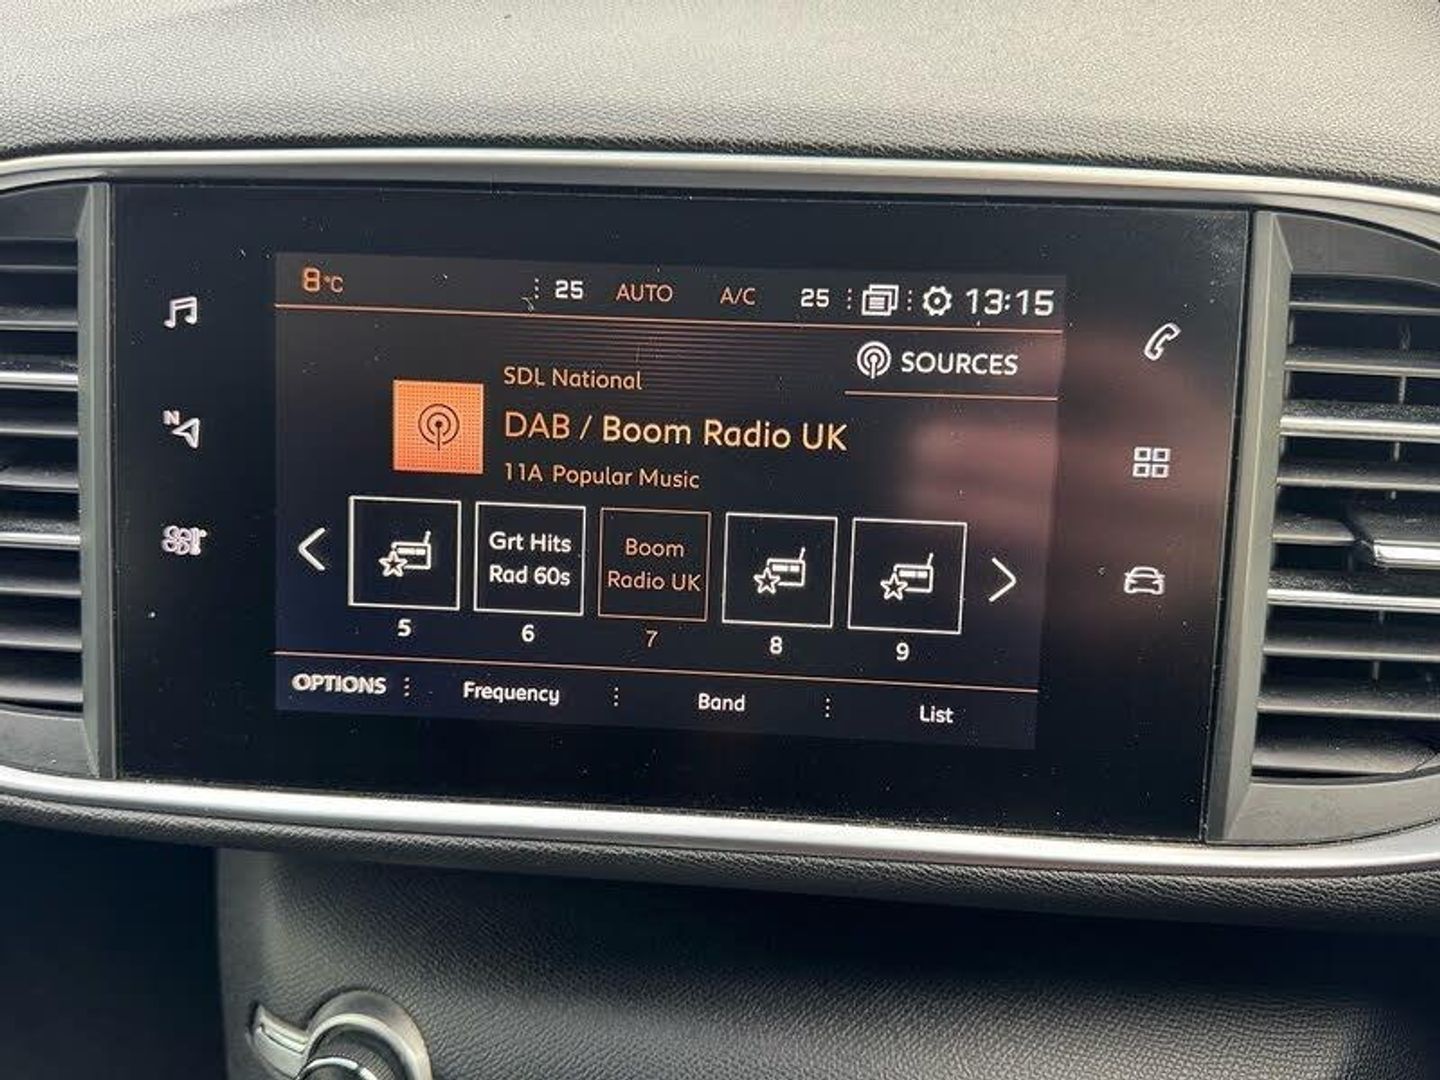 8°C
25 AUTO A/C 25 13:15
SOURCES
SDL National
DAB / Boom Radio UK
11A Popular Music
N
Grt Hits
Rad 60s
Boom
Radio UK
5 6 7 8 9
OPTIONS Frequency Band List